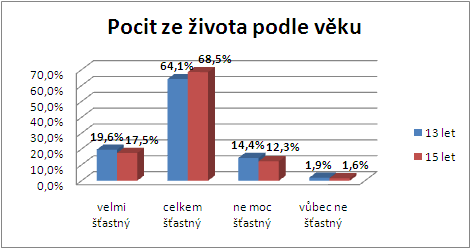 Pocit ze života podle věku
70,0%
60,0%
50,0%
40,0%
30,0%
20,0%
10,0%
0,0%
19,6%
17,5%
64,1%
68,5%
14,4%
12,3%
1,9%
1,6%
velmi
šťastný
celkem
šťastný
ne moc
šťastný
vůbec ne
šťastný
13 let
15 let